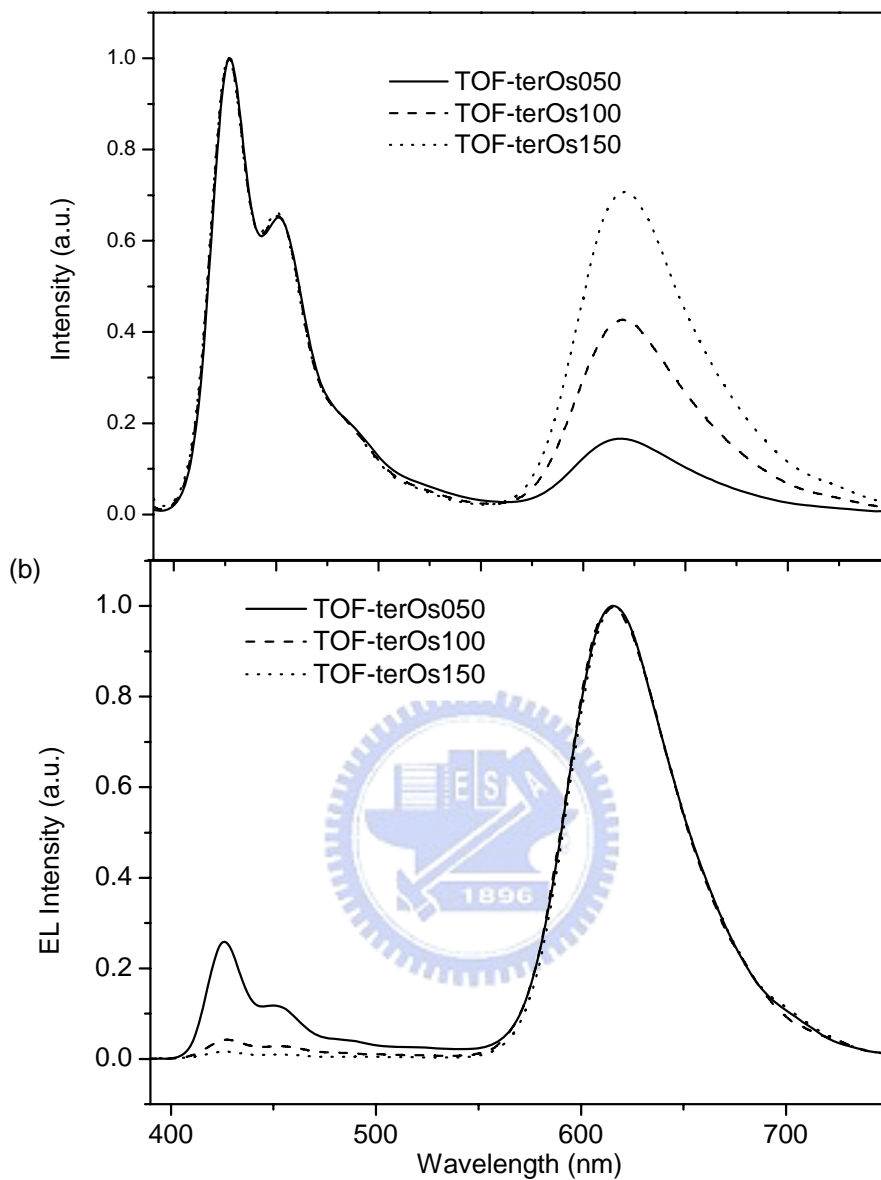 1.0
0.8
0.6
0.4
0.2
0.0
Intensity (a.u.)
TOF-terOs050
TOF-terOs100
TOF-terOs150
(b)
1.0
0.8
0.6
0.4
0.2
0.0
EL Intensity (a.u.)
TOF-terOs050
TOF-terOs100
TOF-terOs150
E S A
1896
400 500 600 700
Wavelength (nm)